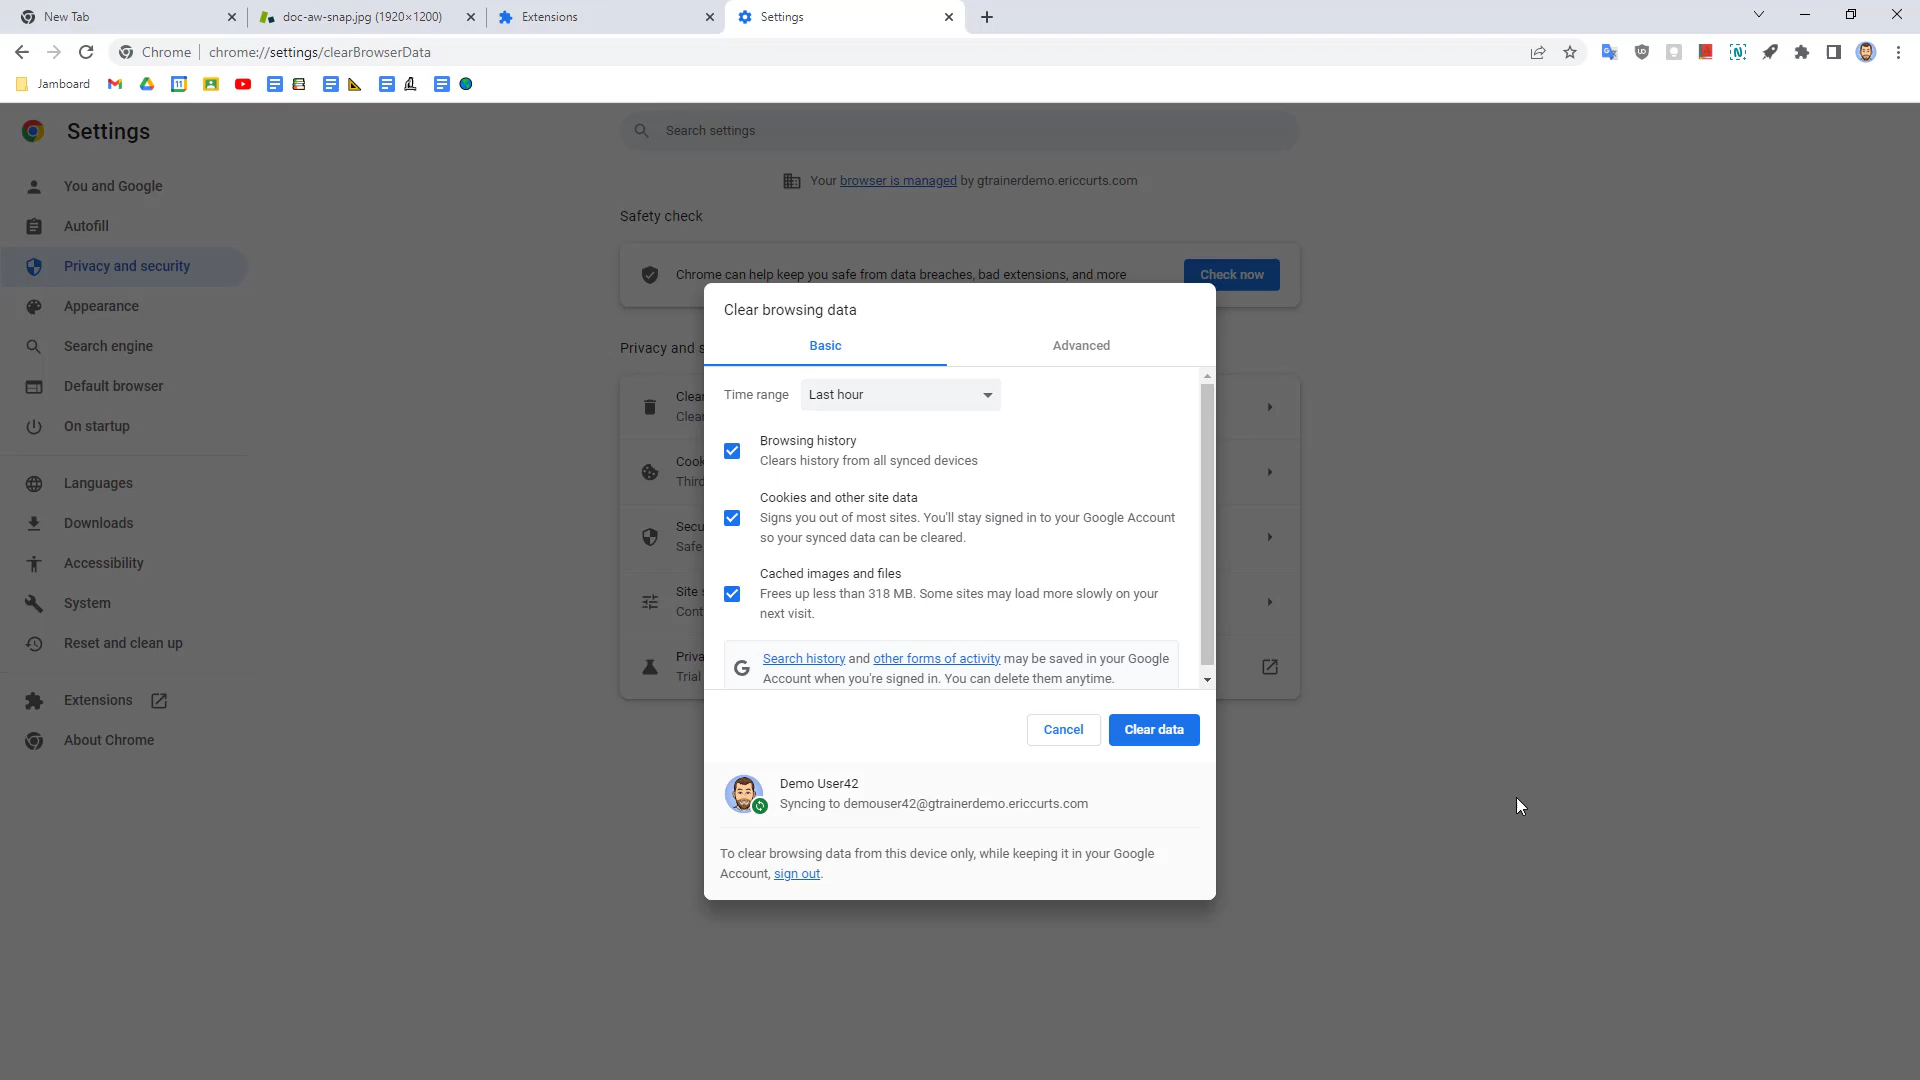 New Tab
doc-aw-snap.jpg (1920×1200)
Extensions
Settings
Chrome
chrome://settings/clearBrowserData
Jamboard
Settings
Search settings
Your browser is managed by gtrainerdemo.ericcurts.com
You and Google
Autofill
Privacy and security
Appearance
Search engine
Default browser
On startup
Languages
Downloads
Accessibility
System
Reset and clean up
Extensions
About Chrome
Safety check
Chrome can help keep you safe from data breaches, bad extensions, and more
Check now
Privacy and s
Clear
Clear
Cook
Third
Secu
Safe
Site s
Cont
Priva
Trial
Clear browsing data
Basic
Advanced
Time range
Last hour
Browsing history
Clears history from all synced devices
Cookies and other site data
Signs you out of most sites. You'll stay signed in to your Google Account
so your synced data can be cleared.
Cached images and files
Frees up less than 318 MB. Some sites may load more slowly on your
next visit.
Search history and other forms of activity may be saved in your Google
Account when you're signed in. You can delete them anytime.
Cancel
Clear data
Demo User42
Syncing to demouser42@gtrainerdemo.ericcurts.com
To clear browsing data from this device only, while keeping it in your Google
Account, sign out.